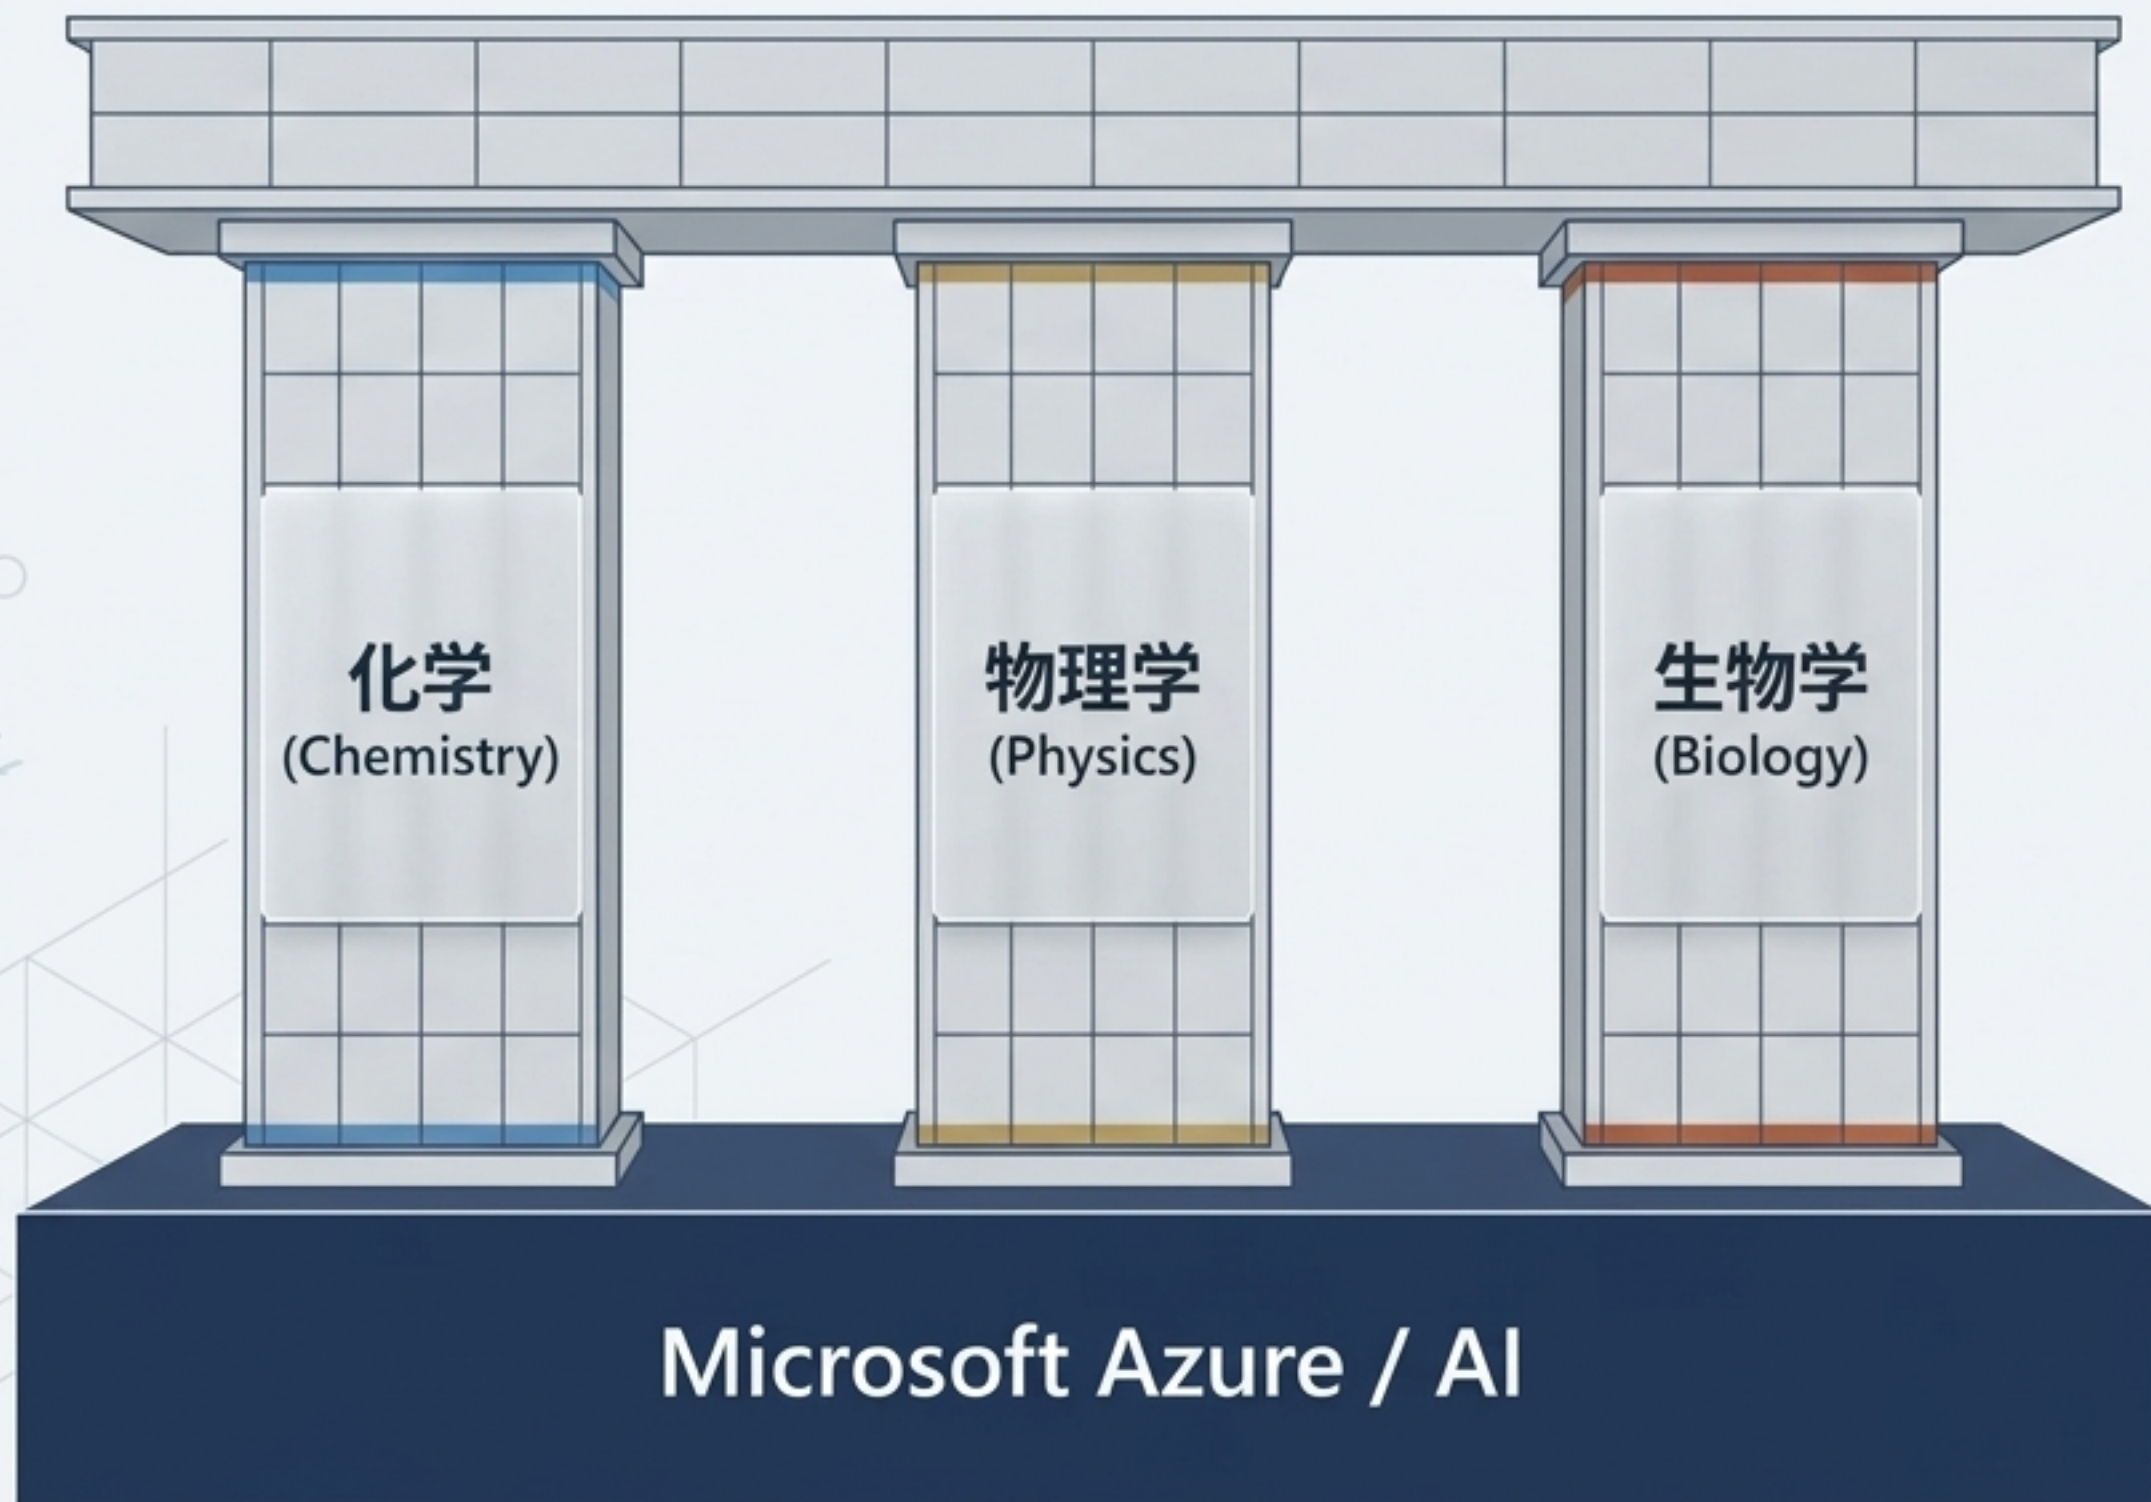 化学
(Chemistry)
物理学
(Physics)
生物学
(Biology)
Microsoft Azure / AI